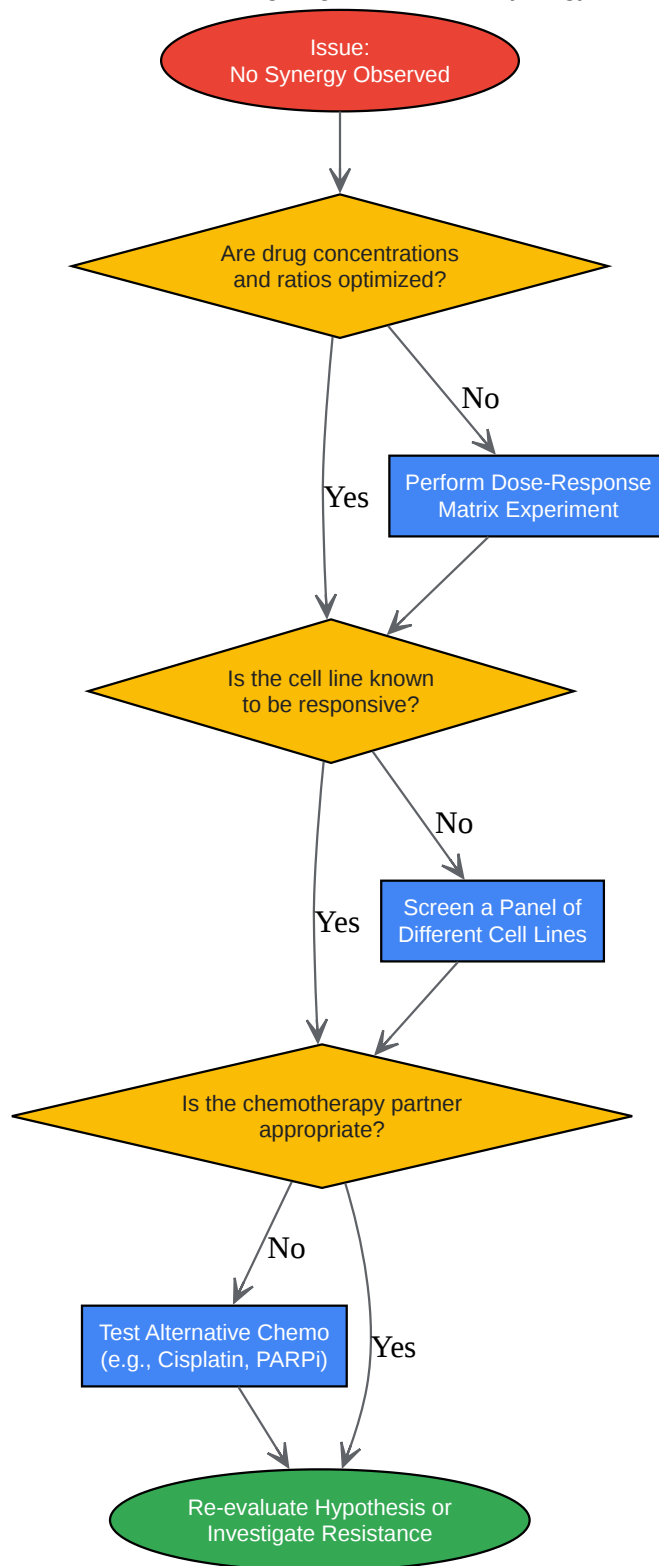 Issue:
No Synergy Observed
Are drug concentrations
and ratios optimized?
No
Yes
Perform Dose-Response
Matrix Experiment
Is the cell line known
to be responsive?
No
Yes
Screen a Panel of
Different Cell Lines
Is the chemotherapy partner
appropriate?
No
Yes
Test Alternative Chemo
(e.g., Cisplatin, PARPi)
Re-evaluate Hypothesis or
Investigate Resistance